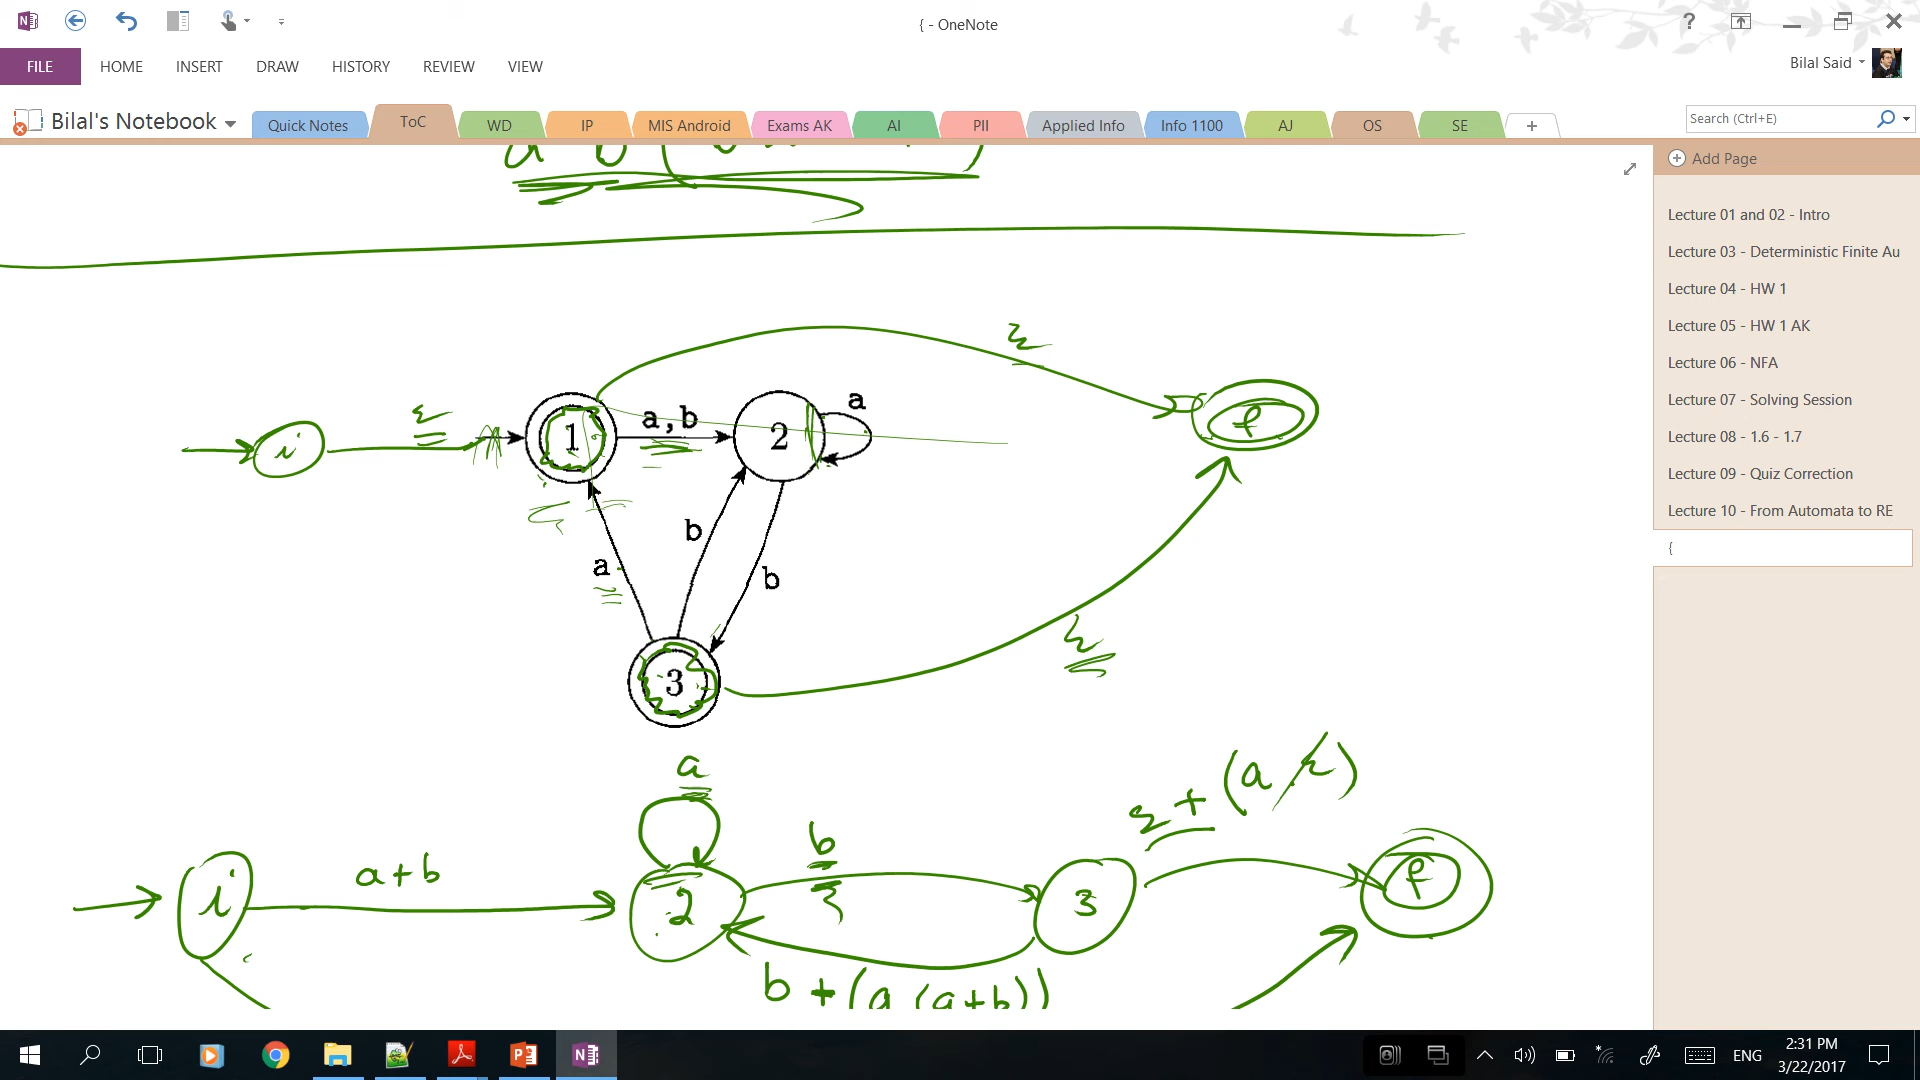 { - OneNote
?
FILE HOME INSERT DRAW HISTORY REVIEW VIEW
Bilal Said
Bilal's Notebook
Quick Notes ToC WD IP MIS Android Exams AK AI PII Applied Info Info 1100 AJ OS SE +
Search (Ctrl+E)
Add Page
Lecture 01 and 02 - Intro
Lecture 03 - Deterministic Finite Au
Lecture 04 - HW 1
Lecture 05 - HW 1 AK
Lecture 06 - NFA
Lecture 07 - Solving Session
Lecture 08 - 1.6 - 1.7
Lecture 09 - Quiz Correction
Lecture 10 - From Automata to RE
{
ε
i ε 1 a,b 2 a f
b
a b
ε
3
a
ε + (a ε)
b
a+b
i 2 3 f
b + (a (a+b))
ENG
2:31 PM
3/22/2017